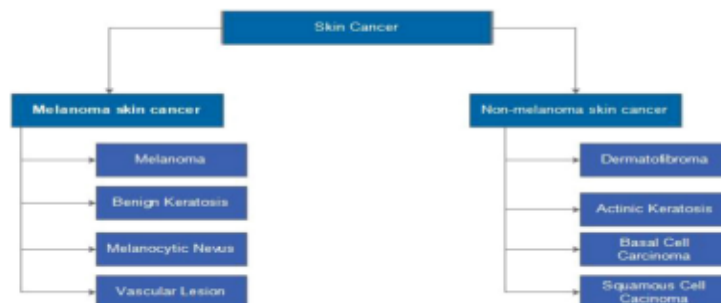 Skin Cancer
Melanoma skin cancer
Non-melanoma skin cancer
Melanoma
Benign Keratosis
Melanocytic Nevus
Vascular Lesion
Dermatofibroma
Actinic Keratosis
Basal Cell
Carcinoma
Squamous Cell
Cacinoma